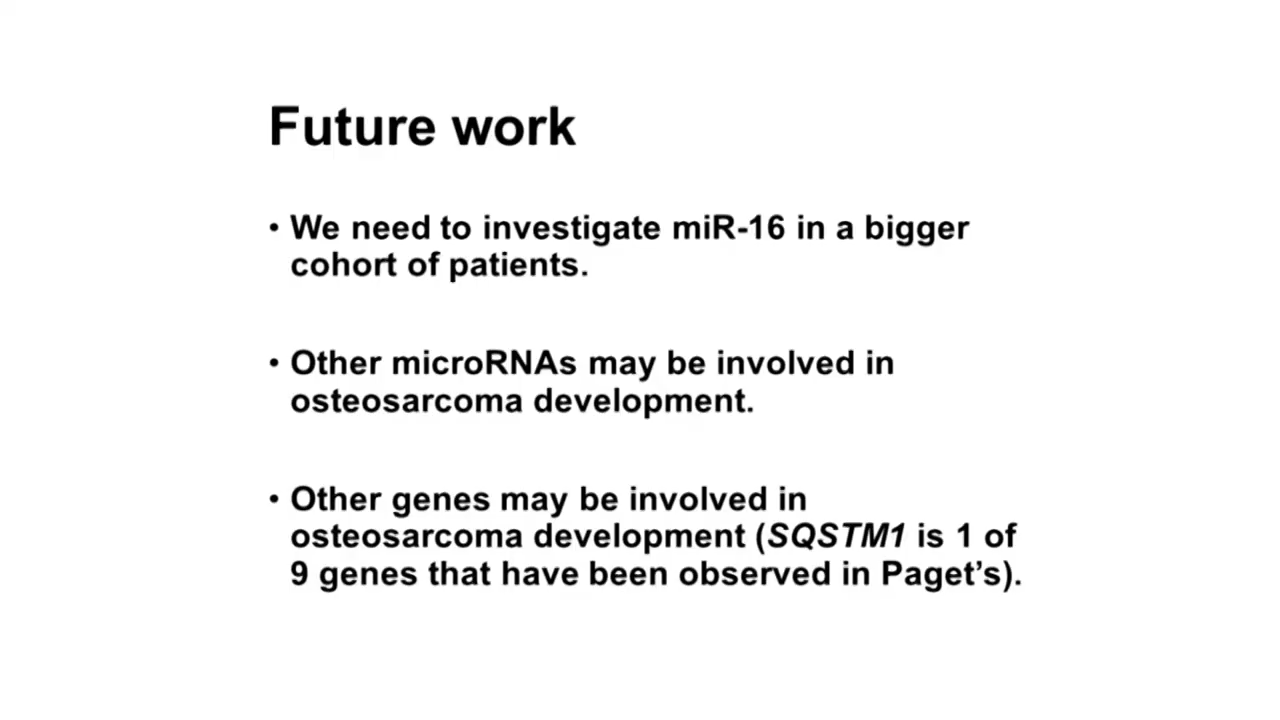 Future work
• We need to investigate miR-16 in a bigger
cohort of patients.
• Other microRNAs may be involved in
osteosarcoma development.
• Other genes may be involved in
osteosarcoma development (SQSTM1 is 1 of
9 genes that have been observed in Paget’s).